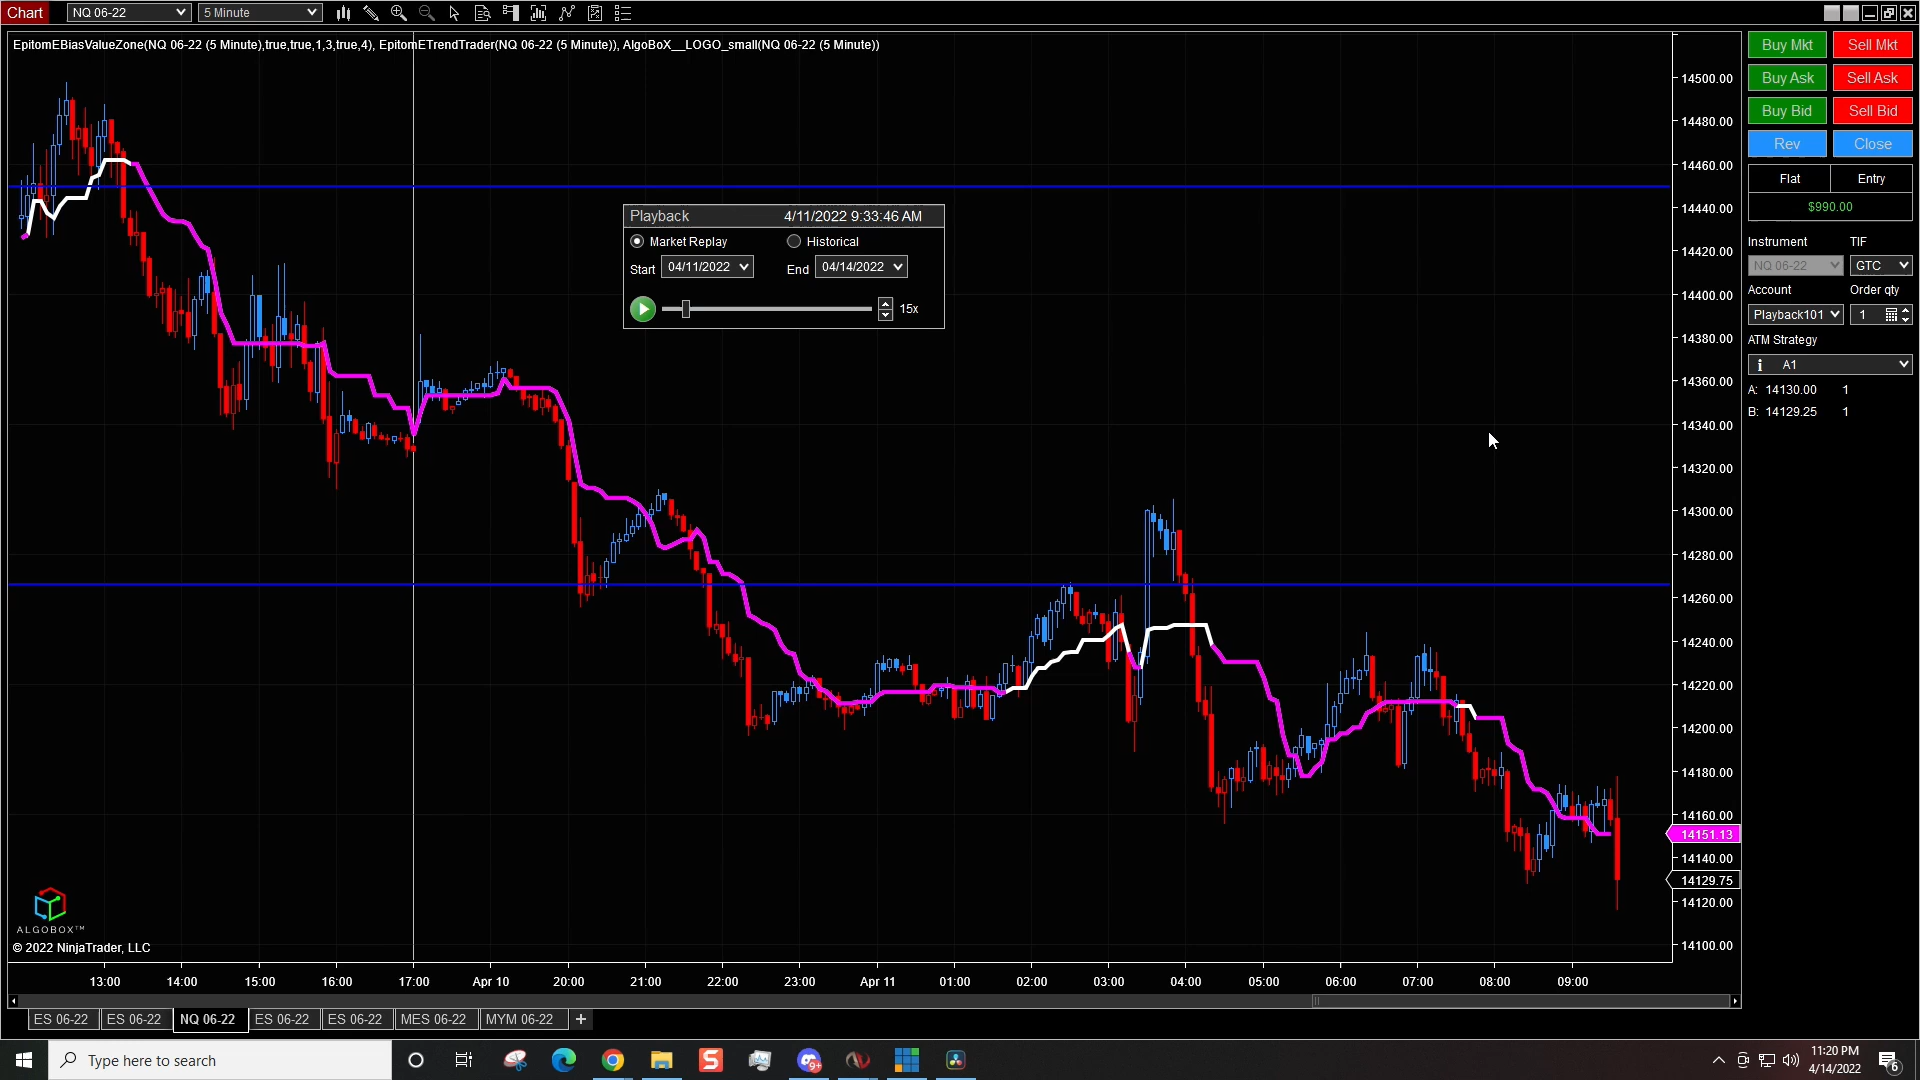 Chart NQ 06-22 5 Minute
EpitomEBiasValueZone(NQ 06-22 (5 Minute),true,true,1,3,true,4), EpitomETrendTrader(NQ 06-22 (5 Minute)), AlgoBoX__LOGO_small(NQ 06-22 (5 Minute))
Buy Mkt Sell Mkt
Buy Ask Sell Ask
Buy Bid Sell Bid
Rev Close
Flat Entry
$990.00
Instrument TIF
NQ 06-22 GTC
Account Order qty
Playback101 1
ATM Strategy
i A1
A: 14130.00 1
B: 14129.25 1
Playback 4/11/2022 9:33:46 AM
Market Replay Historical
Start 04/11/2022 End 04/14/2022
15x
14500.00
14480.00
14460.00
14440.00
14420.00
14400.00
14380.00
14360.00
14340.00
14320.00
14300.00
14280.00
14260.00
14240.00
14220.00
14200.00
14180.00
14160.00
14151.13
14140.00
14129.75
14120.00
14100.00
ALGOBOX™
© 2022 NinjaTrader, LLC
13:00 14:00 15:00 16:00 17:00 Apr 10 20:00 21:00 22:00 23:00 Apr 11 01:00 02:00 03:00 04:00 05:00 06:00 07:00 08:00 09:00
ES 06-22 ES 06-22 NQ 06-22 ES 06-22 ES 06-22 MES 06-22 MYM 06-22 +
Type here to search
9+
11:20 PM
4/14/2022
6